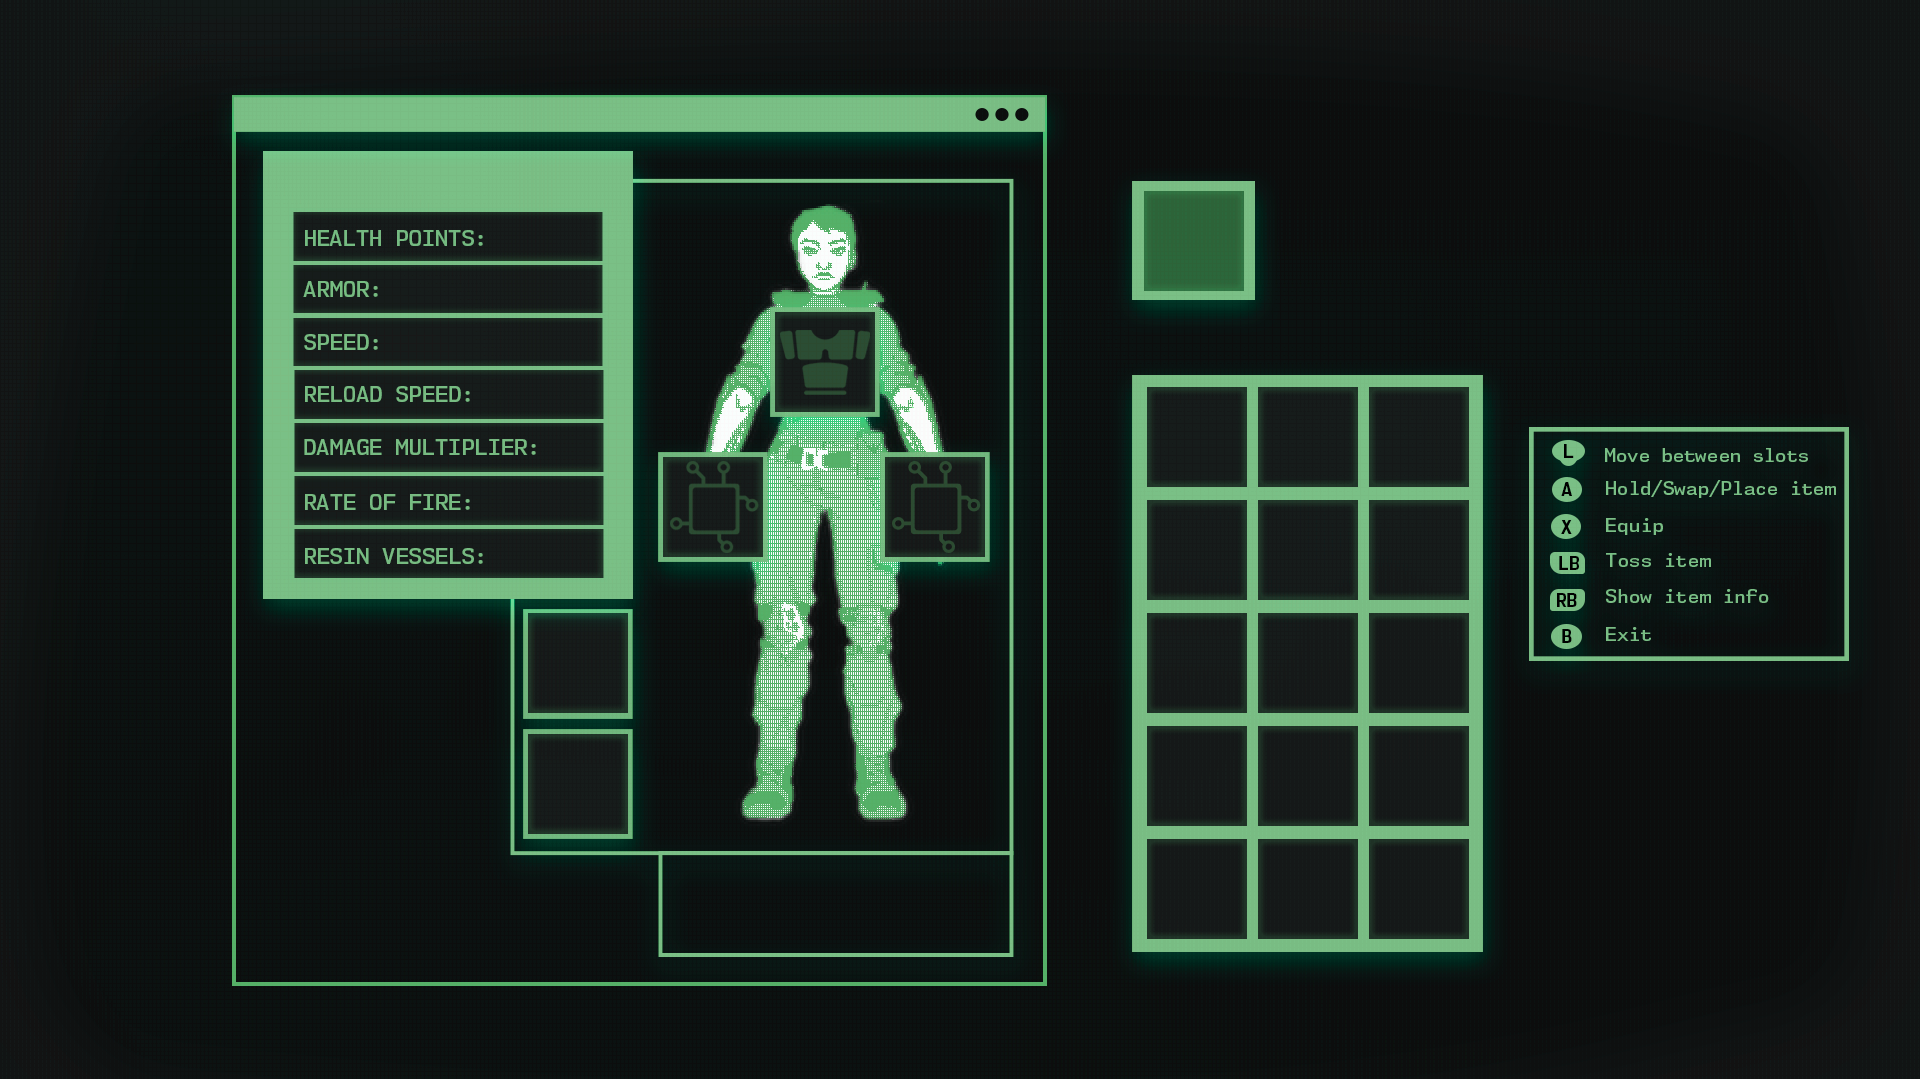 HEALTH POINTS:
ARMOR:
SPEED:
RELOAD SPEED:
DAMAGE MULTIPLIER:
RATE OF FIRE:
RESIN VESSELS:
L Move between slots
A Hold/Swap/Place item
X Equip
LB Toss item
RB Show item info
B Exit